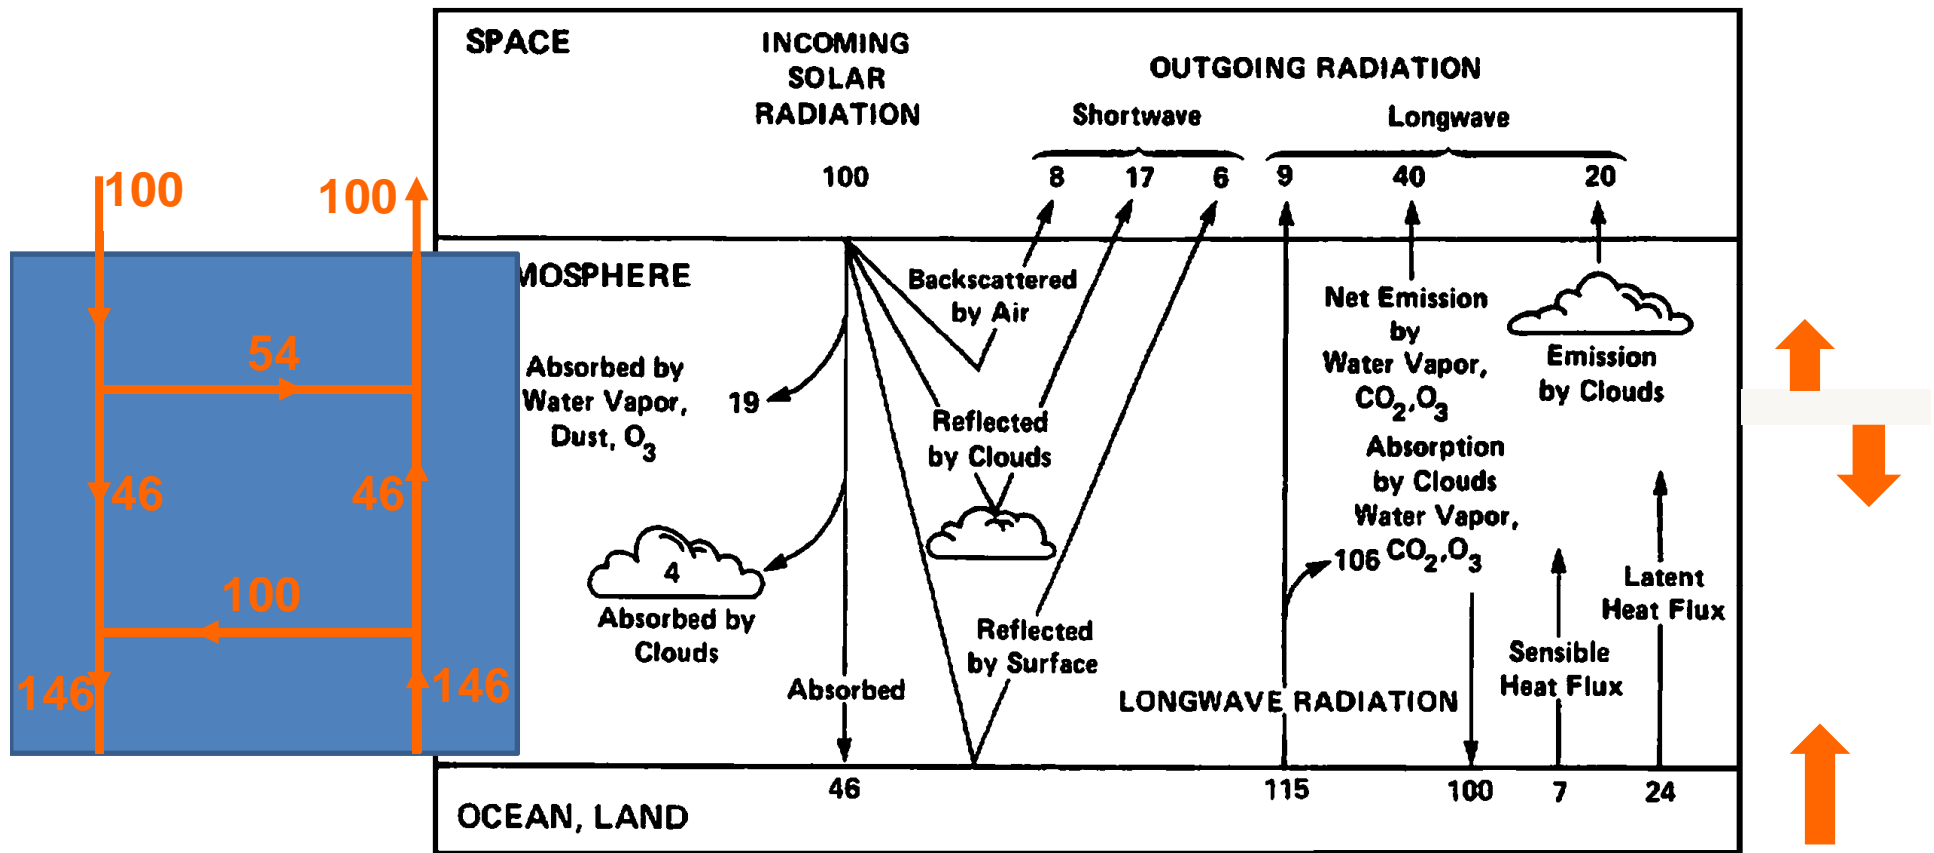 SPACE
INCOMING
SOLAR
RADIATION
OUTGOING RADIATION
Shortwave
Longwave
100
8
17
6
9
40
20
100
100
54
46
46
100
146
146
MOSPHERE
Backscattered
by Air
Absorbed by
Water Vapor,
Dust, O3
19
Reflected
by Clouds
4
Absorbed by
Clouds
Absorbed
Reflected
by Surface
Net Emission
by
Water Vapor,
CO2,O3
Absorption
by Clouds
Water Vapor,
106 CO2,O3
Emission
by Clouds
LONGWAVE RADIATION
Sensible
Heat Flux
Latent
Heat Flux
46
115
100
7
24
OCEAN, LAND